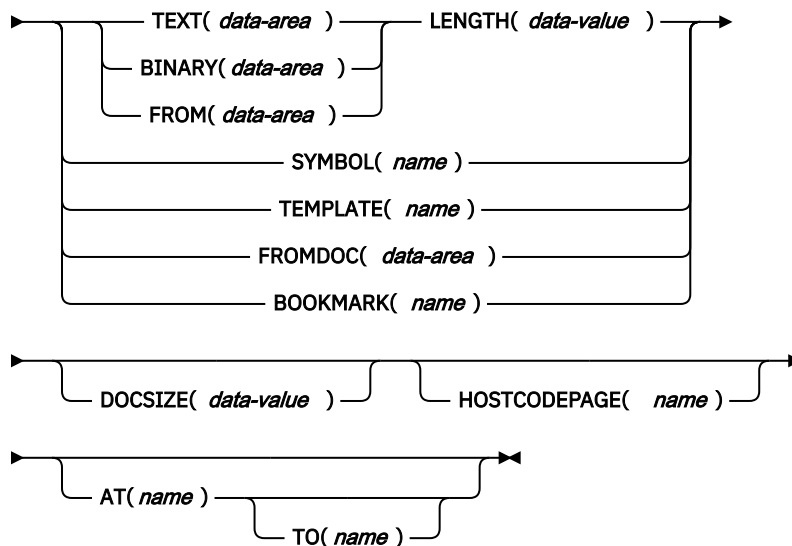 TEXT( data-area ) LENGTH( data-value )
BINARY( data-area )
FROM( data-area )
SYMBOL( name )
TEMPLATE( name )
FROMDOC( data-area )
BOOKMARK( name )
DOCSIZE( data-value ) HOSTCODEPAGE( name )
AT( name )
TO( name )